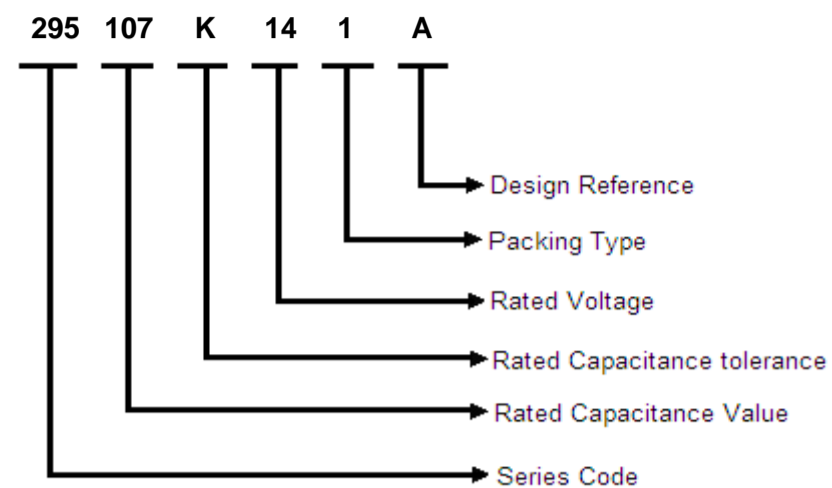 295 107 K 14 1 A
Design Reference
Packing Type
Rated Voltage
Rated Capacitance tolerance
Rated Capacitance Value
Series Code